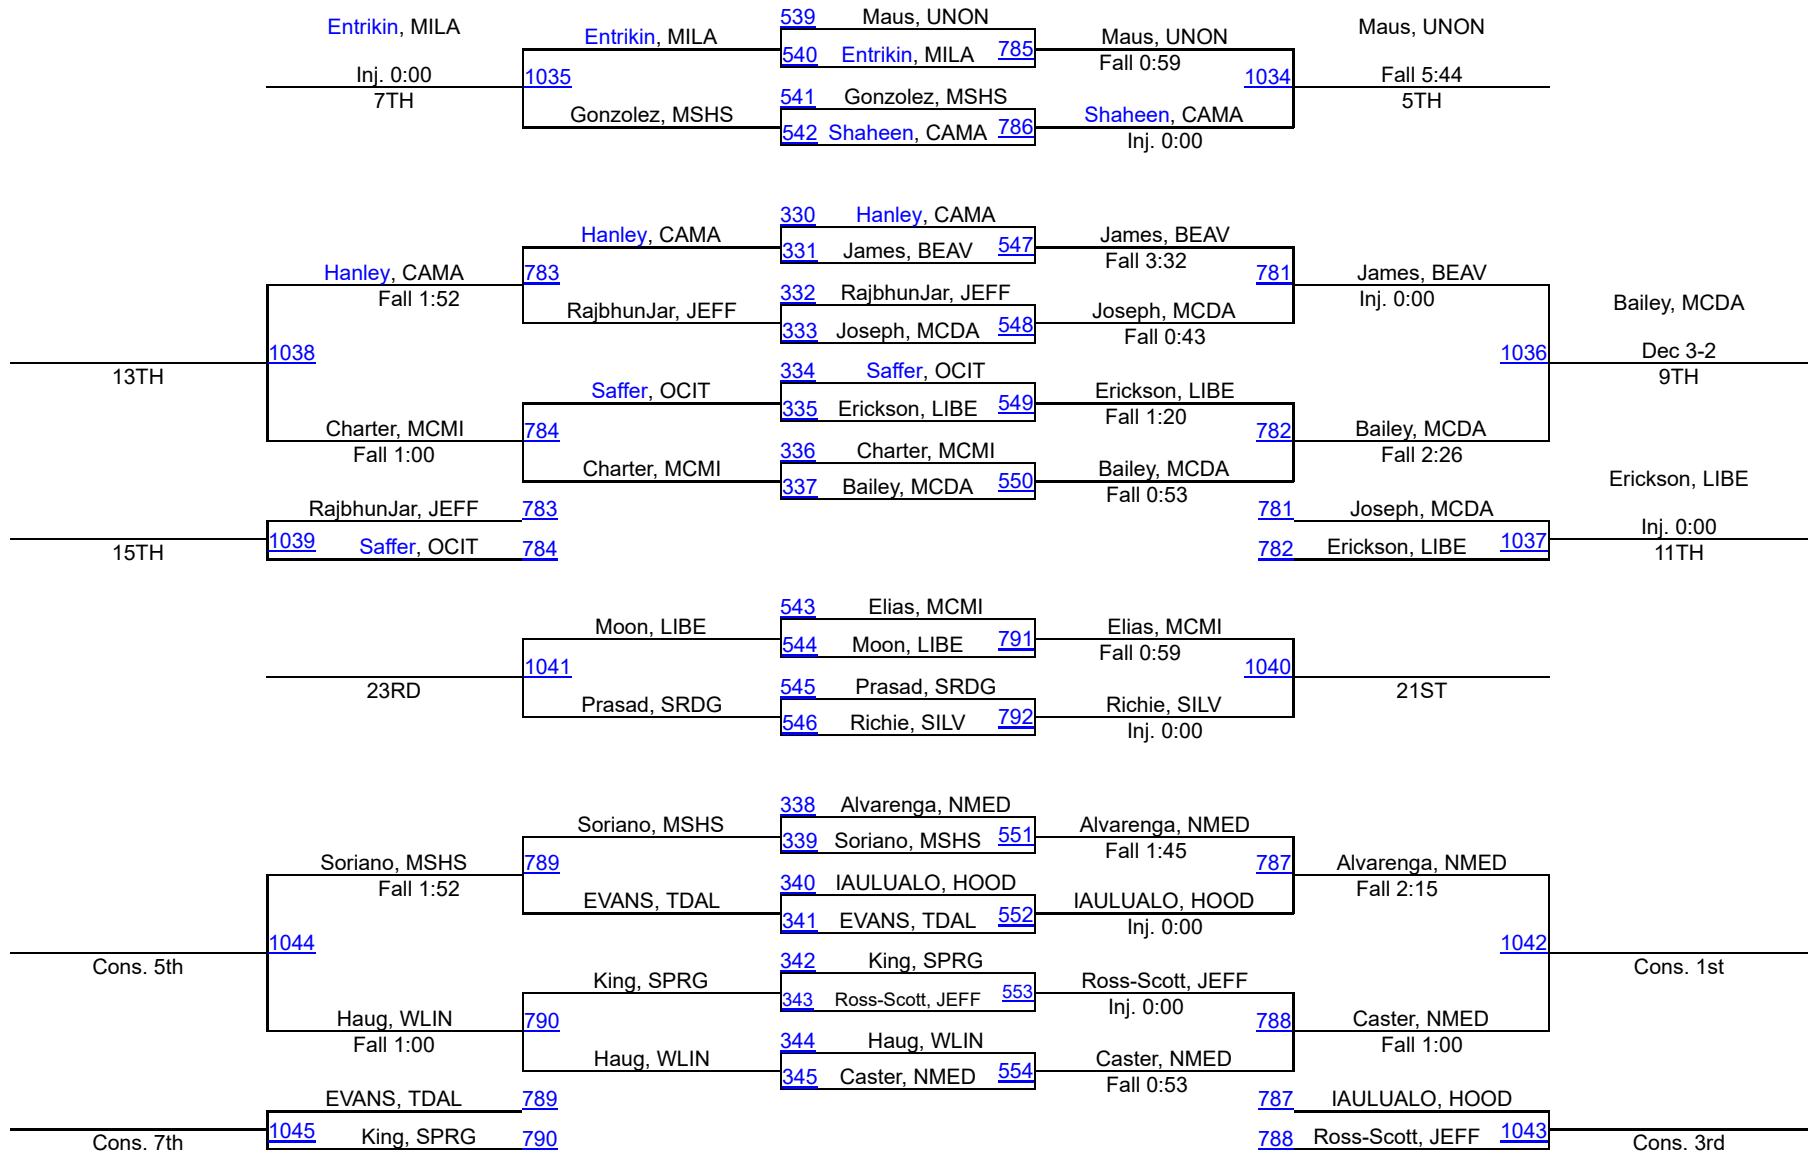 539 Maus, UNON
Entrikin, MILA Entrikin, MILA 540 Entrikin, MILA 785 Maus, UNON Maus, UNON
Fall 0:59
Inj. 0:00 1035 1034 Fall 5:44
7TH 541 Gonzolez, MSHS 5TH
Gonzolez, MSHS 542 Shaheen, CAMA 786 Shaheen, CAMA
Inj. 0:00
330 Hanley, CAMA
Hanley, CAMA 331 James, BEAV 547 James, BEAV
Fall 3:32
Hanley, CAMA 783 781 James, BEAV
Fall 1:52 332 RajbhunJar, JEFF Inj. 0:00 Bailey, MCDA
RajbhunJar, JEFF 333 Joseph, MCDA 548 Joseph, MCDA
Fall 0:43
1038 1036 Dec 3-2
13TH 334 Saffer, OCIT 9TH
Saffer, OCIT 335 Erickson, LIBE 549 Erickson, LIBE
Fall 1:20
Charter, MCMI 784 782 Bailey, MCDA
Fall 1:00 336 Charter, MCMI Fall 2:26
Charter, MCMI 337 Bailey, MCDA 550 Bailey, MCDA Erickson, LIBE
Fall 0:53
RajbhunJar, JEFF 783 781 Joseph, MCDA
1039 Saffer, OCIT 784 782 Erickson, LIBE 1037 Inj. 0:00
15TH 11TH
543 Elias, MCMI
Moon, LIBE 544 Moon, LIBE 791 Elias, MCMI
Fall 0:59
1041 1040
23RD 545 Prasad, SRDG 21ST
Prasad, SRDG 546 Richie, SILV 792 Richie, SILV
Inj. 0:00
338 Alvarenga, NMED
Soriano, MSHS 339 Soriano, MSHS 551 Alvarenga, NMED
Fall 1:45
Soriano, MSHS 789 787 Alvarenga, NMED
Fall 1:52 340 IAULUALO, HOOD Fall 2:15
EVANS, TDAL 341 EVANS, TDAL 552 IAULUALO, HOOD
Inj. 0:00
1044 1042
Cons. 5th 342 King, SPRG Cons. 1st
King, SPRG 343 Ross-Scott, JEFF 553 Ross-Scott, JEFF
Inj. 0:00
Haug, WLIN 790 788 Caster, NMED
Fall 1:00 344 Haug, WLIN Fall 1:00
Haug, WLIN 345 Caster, NMED 554 Caster, NMED
Fall 0:53
EVANS, TDAL 789 787 IAULUALO, HOOD
1045 King, SPRG 790 788 Ross-Scott, JEFF 1043
Cons. 7th Cons. 3rd